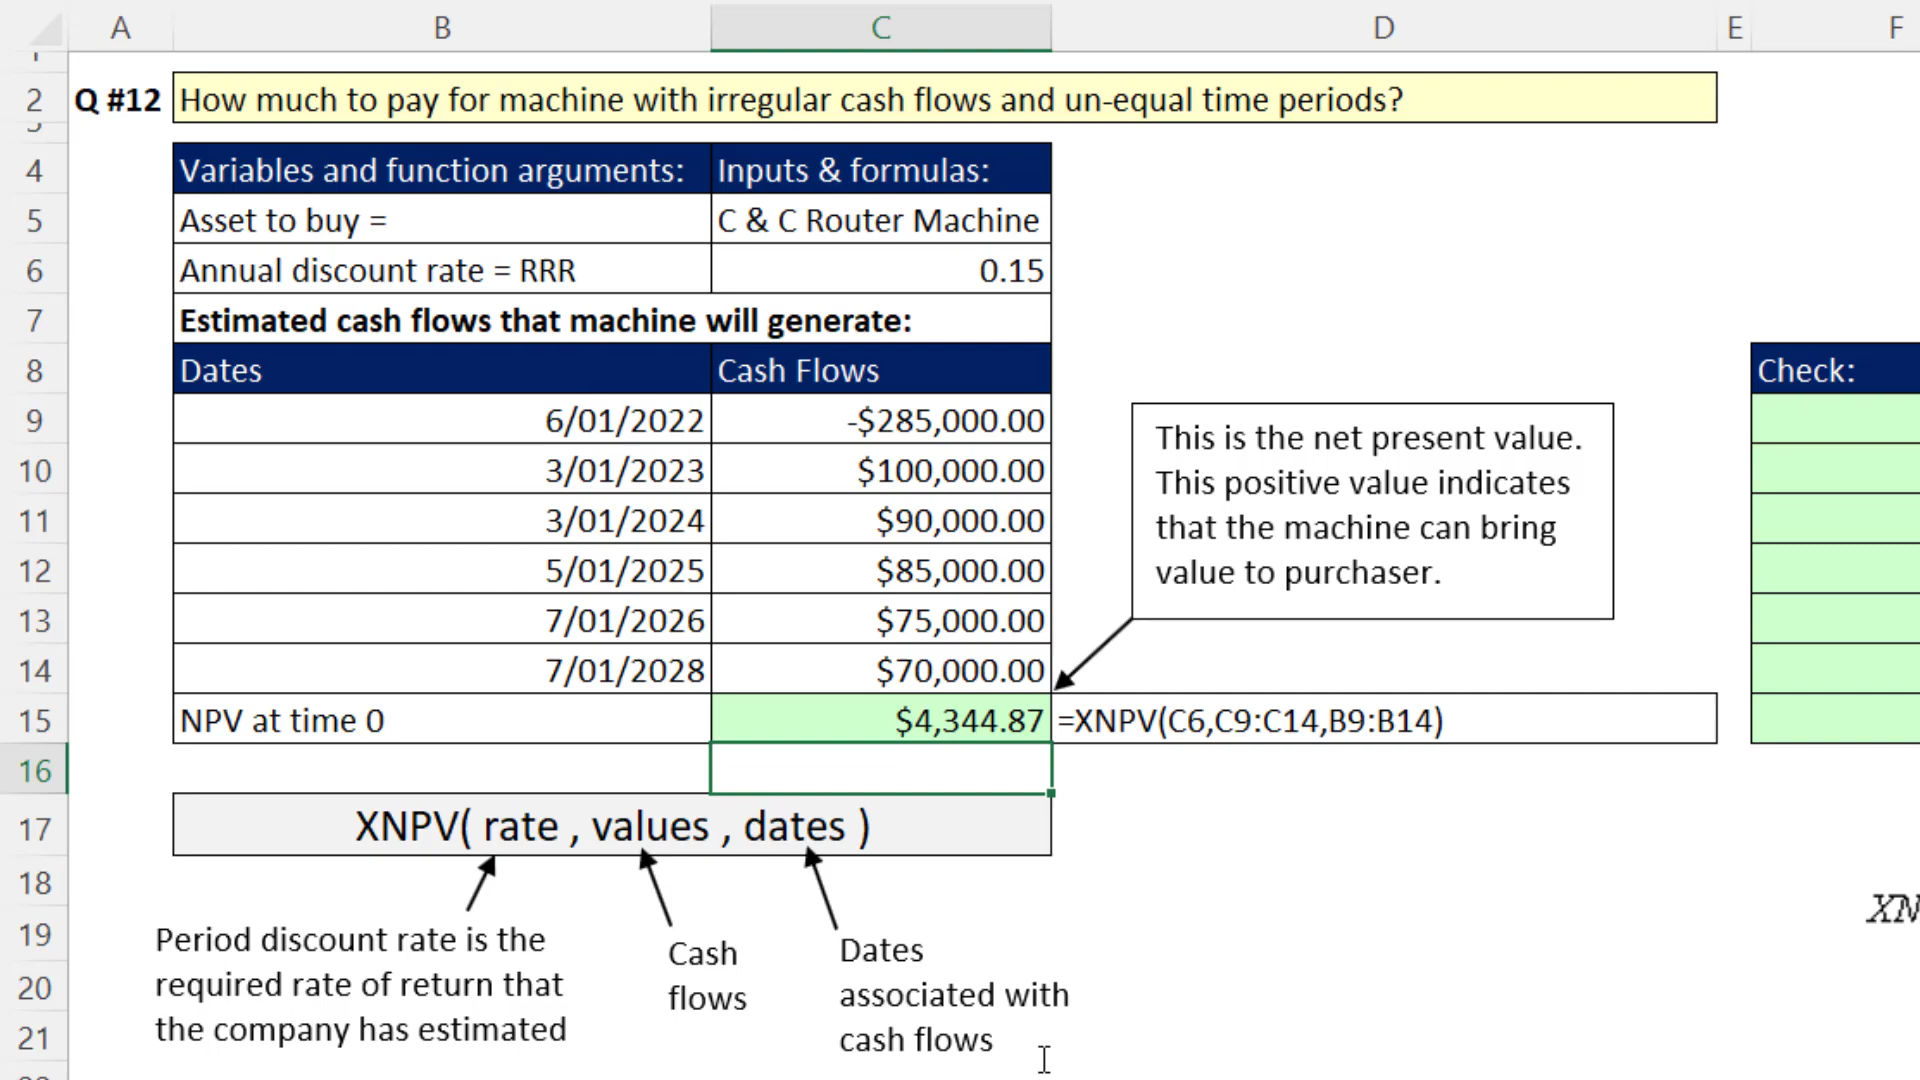 A B C D E F
2 Q #12 How much to pay for machine with irregular cash flows and un-equal time periods?
4 Variables and function arguments: Inputs & formulas:
5 Asset to buy = C & C Router Machine
6 Annual discount rate = RRR 0.15
7 Estimated cash flows that machine will generate:
8 Dates Cash Flows Check:
9 6/01/2022 -$285,000.00
10 3/01/2023 $100,000.00
11 3/01/2024 $90,000.00
12 5/01/2025 $85,000.00
13 7/01/2026 $75,000.00
14 7/01/2028 $70,000.00
This is the net present value.
This positive value indicates
that the machine can bring
value to purchaser.
15 NPV at time 0 $4,344.87 =XNPV(C6,C9:C14,B9:B14)
16
17 XNPV( rate , values , dates )
18
19
20
21
Period discount rate is the
required rate of return that
the company has estimated
Cash
flows
Dates
associated with
cash flows